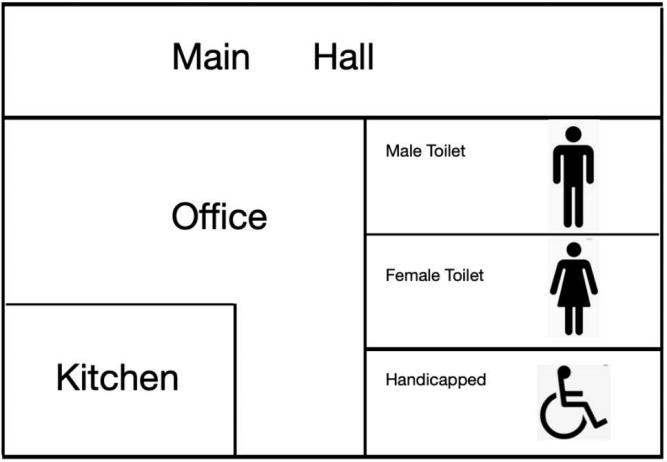 Main Hall
Male Toilet
Office
Female Toilet
Kitchen
Handicapped